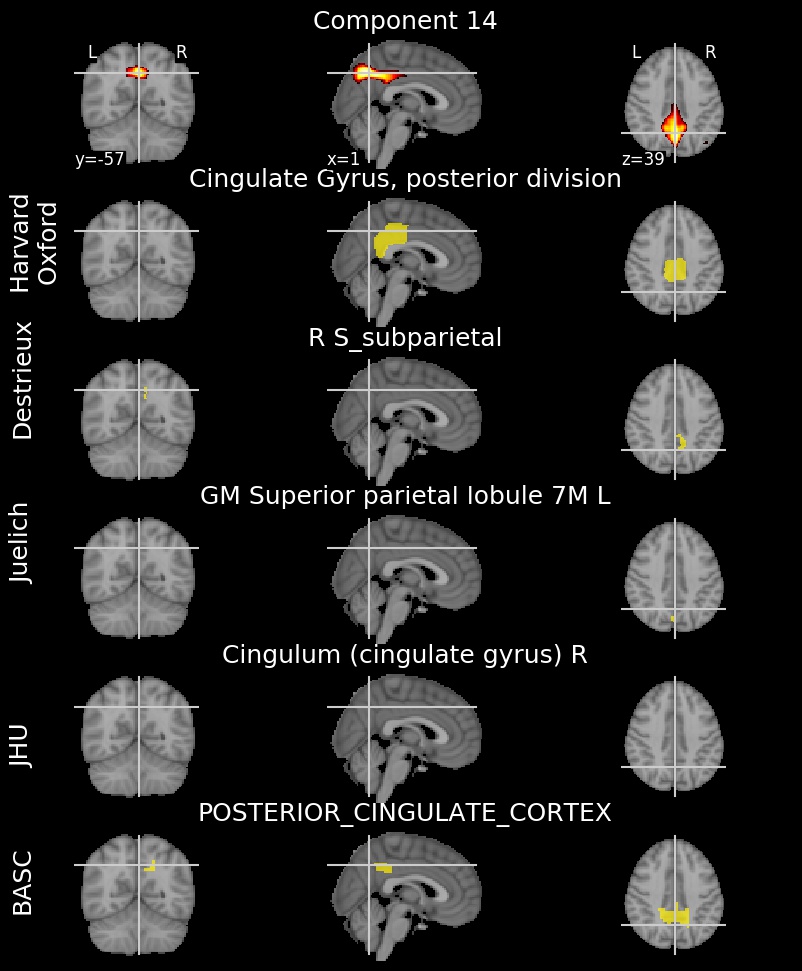 Component 14
L R L R
y=-57 x=1 z=39
Cingulate Gyrus, posterior division
Harvard
Oxford
R S_subparietal
Destrieux
GM Superior parietal lobule 7M L
Juelich
Cingulum (cingulate gyrus) R
JHU
POSTERIOR_CINGULATE_CORTEX
BASC